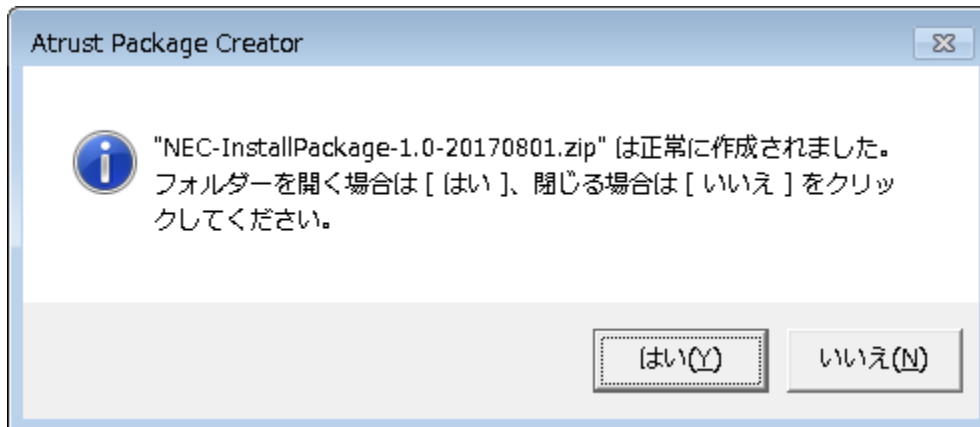 Atrust Package Creator
"NEC-InstallPackage-1.0-20170801.zip" は正常に作成されました。
フォルダーを開く場合は [ はい ]、閉じる場合は [ いいえ ] をクリッ
クしてください。
はい(Y)
いいえ(N)